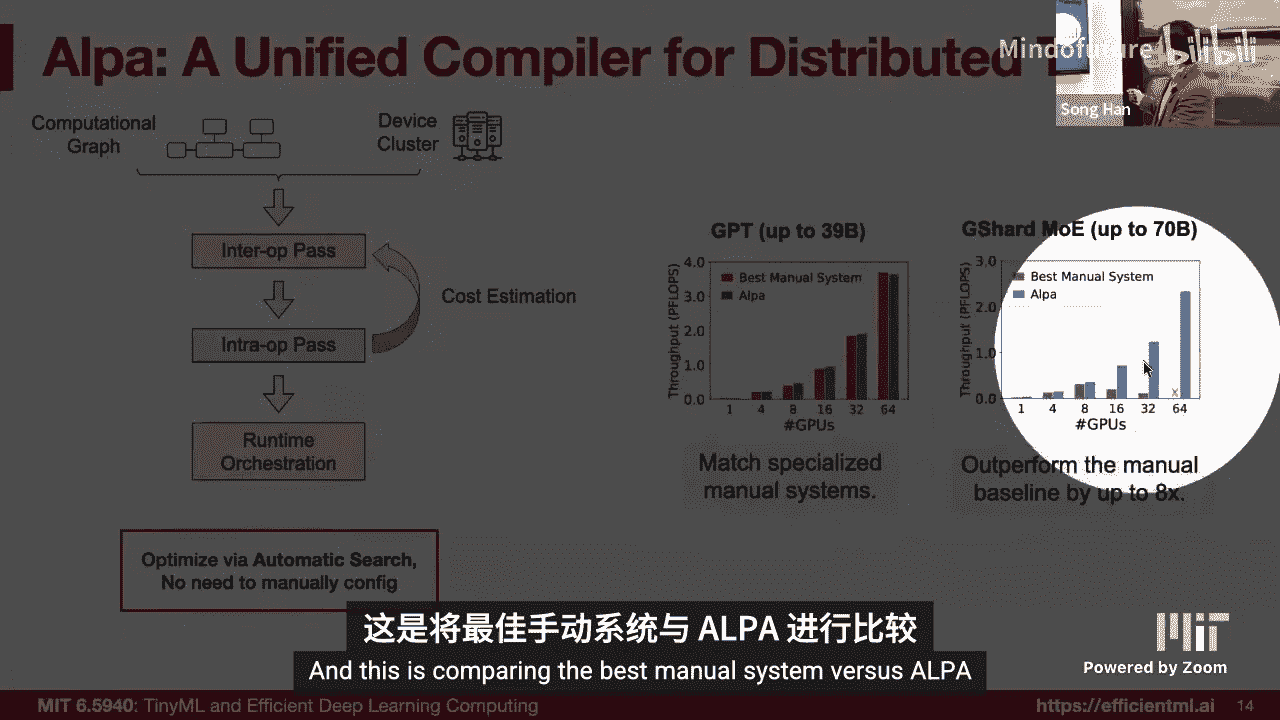 Alpa: A Unified Compiler for Distributed
Mindofuture bilibili
Song Han
Computational
Graph
Device
Cluster
Inter-op Pass
Cost Estimation
Intra-op Pass
Runtime
Orchestration
Optimize via Automatic Search,
No need to manually config
GPT (up to 39B)
Throughput (PFLOPS)
4.0
3.0
2.0
1.0
0.0
Best Manual System
Alpa
1 4 8 16 32 64
#GPUs
Match specialized
manual systems.
GShard MoE (up to 70B)
Throughput (PFLOPS)
3.0
2.0
1.0
0.0
Best Manual System
Alpa
x
1 4 8 16 32 64
#GPUs
Outperform the manual
baseline by up to 8x.
这是将最佳手动系统与 ALPA 进行比较
And this is comparing the best manual system versus ALPA
MIT
Powered by Zoom
MIT 6.5940: TinyML and Efficient Deep Learning Computing
https://efficientml.ai
14